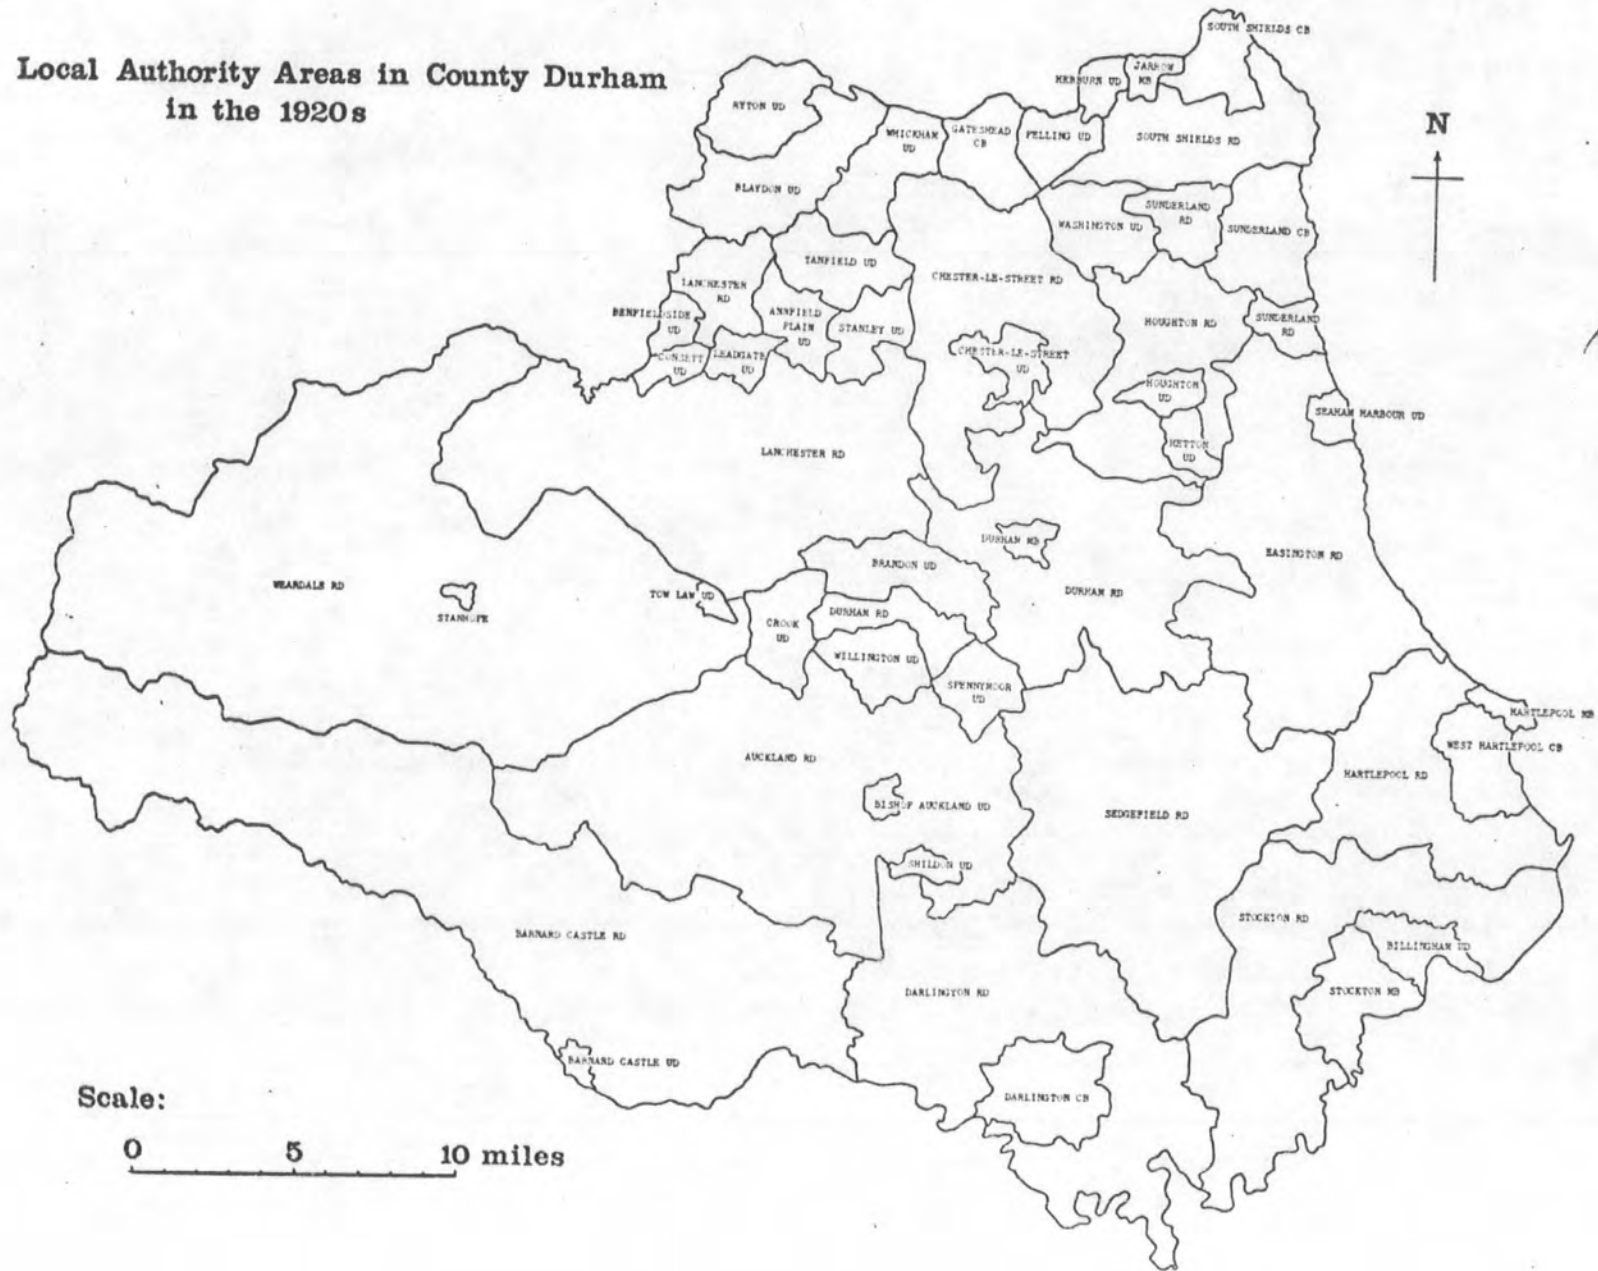 Local Authority Areas in County Durham
in the 1920s
SOUTH SHIELDS CB
JARROW
MB
HEBBURN UD
RYTON UD
WHICKHAM
UD
GATESHEAD
CB
FELLING UD
SOUTH SHIELDS RD
N
BLAYDON UD
SUNDERLAND
RD
WASHINGTON UD
SUNDERLAND CB
TANFIELD UD
CHESTER-LE-STREET RD
LANCHESTER
RD
BENFIELDSIDE
UD
ANNFIELD
PLAIN
UD
STANLEY UD
HOUGHTON RD
SUNDERLAND
RD
CONSETT
UD
LEADGATE
UD
CHESTER-LE-STREET
UD
HOUGHTON
UD
SEAHAM HARBOUR UD
HETTON
UD
LANCHESTER RD
DURHAM MB
EASINGTON RD
BRANDON UD
WEARDALE RD
STANHOPE
TOW LAW UD
DURHAM RD
DURHAM RD
CROOK
UD
WILLINGTON UD
SPENNYMOOR
UD
HARTLEPOOL MB
WEST HARTLEPOOL CB
AUCKLAND RD
HARTLEPOOL RD
BISHOP AUCKLAND UD
SEDGEFIELD RD
SHILDON UD
STOCKTON RD
BARNARD CASTLE RD
BILLINGHAM UD
DARLINGTON RD
STOCKTON MB
BARNARD CASTLE UD
DARLINGTON CB
Scale:
0 5 10 miles